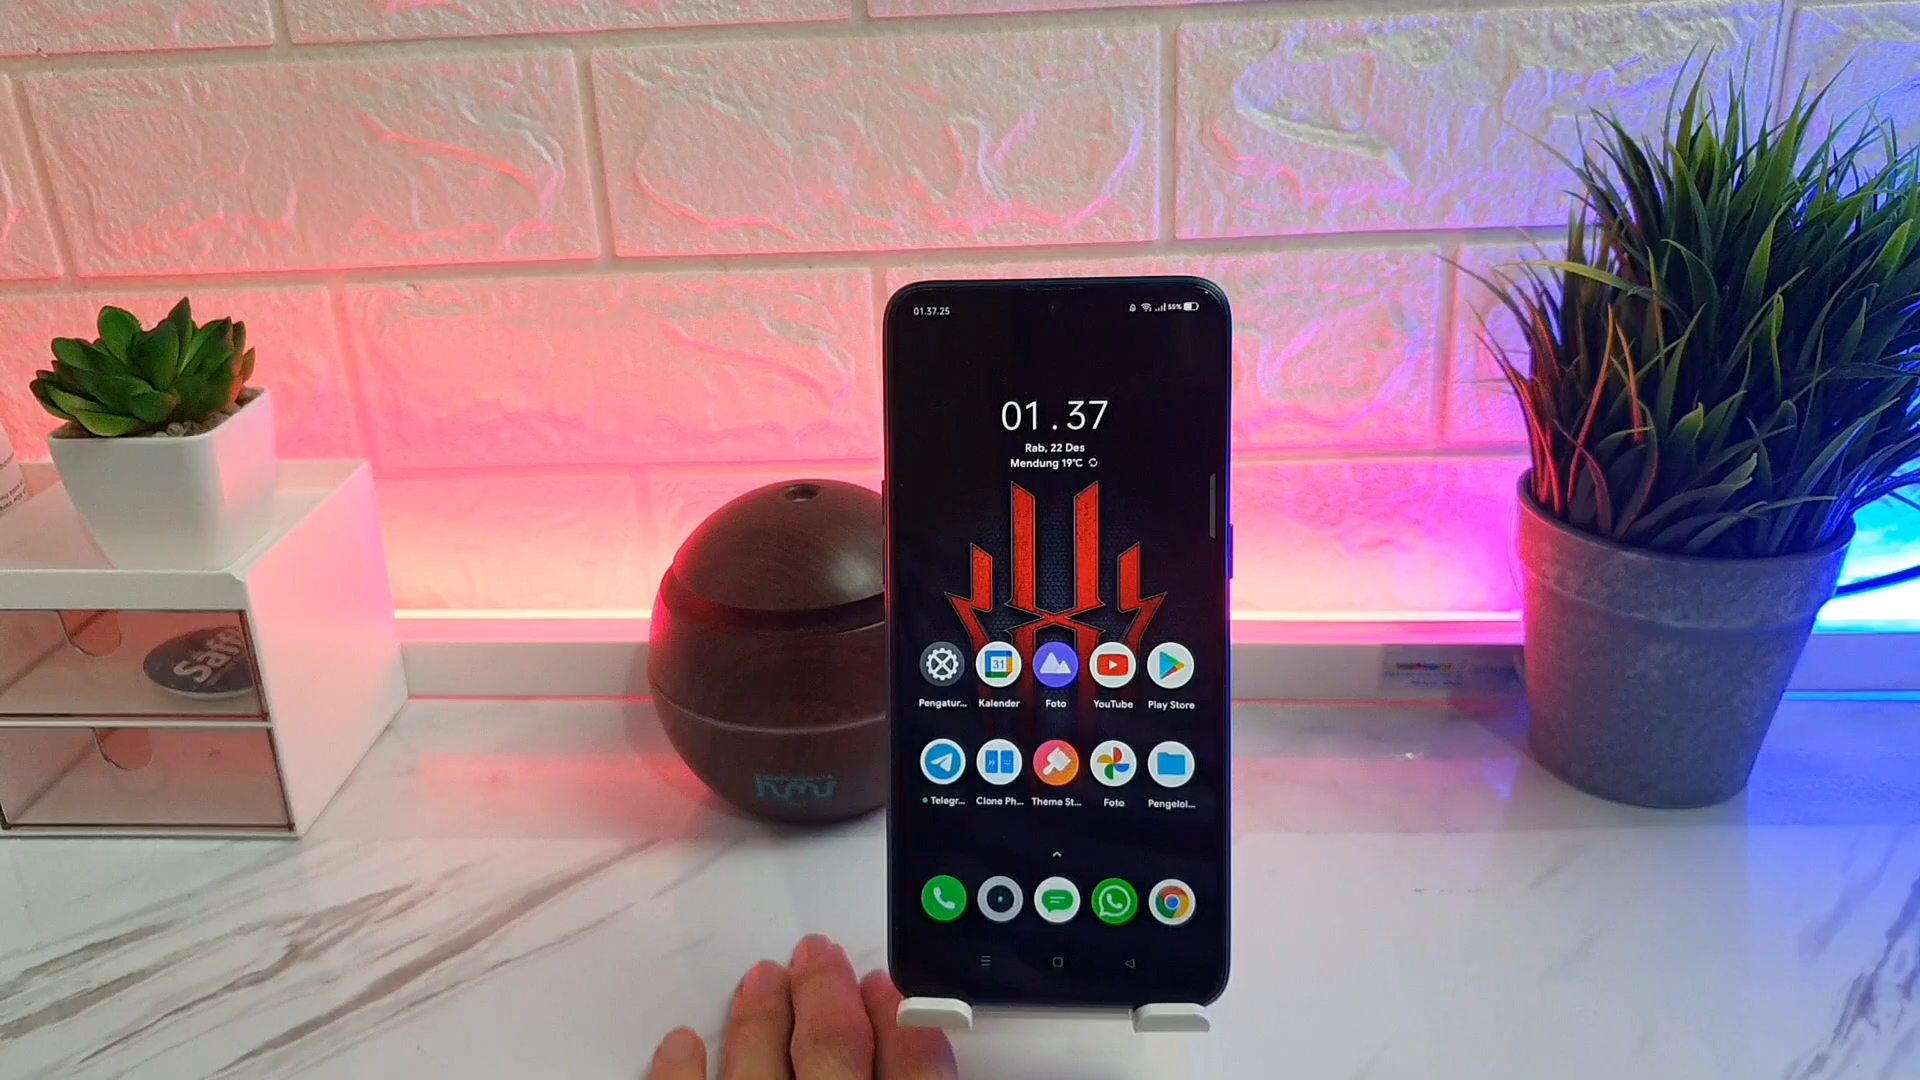 01.37.25
55%
01.37
Rab, 22 Des
Mendung 19°C
31
Pengatur...
Kalender
Foto
YouTube
Play Store
Telegr...
Clone Ph...
Theme St...
Foto
Pengelol...